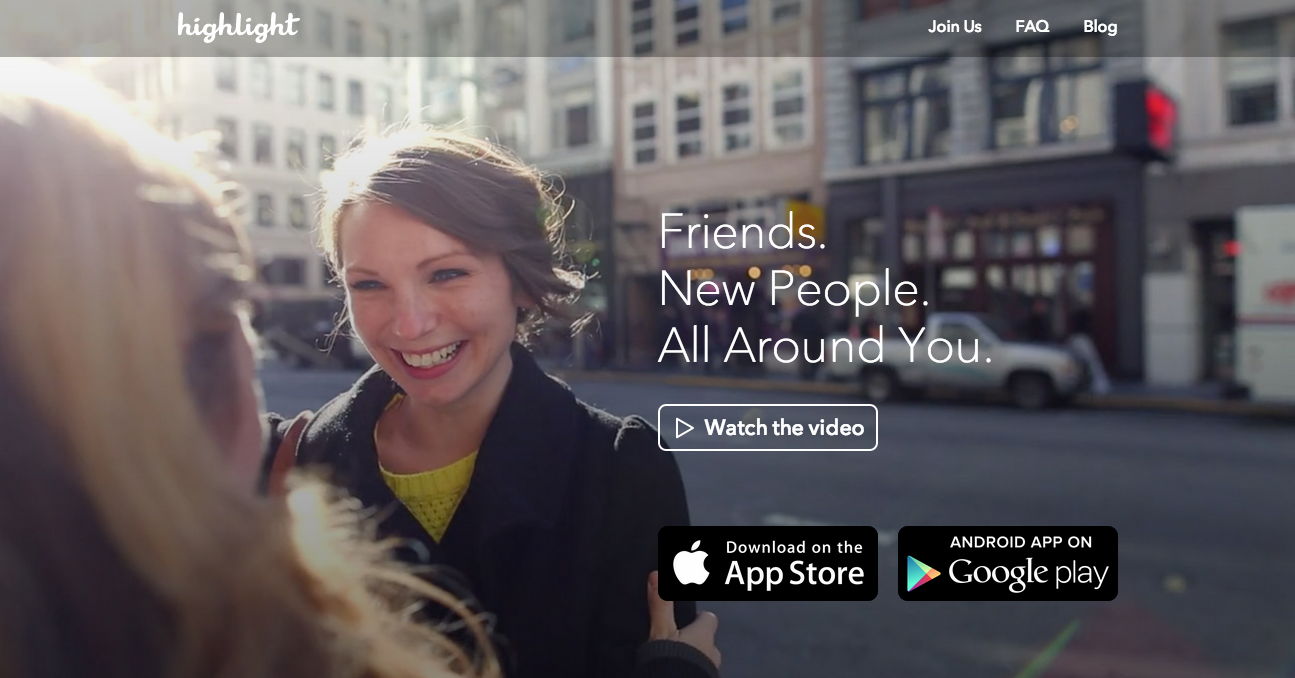 highlight
Join Us FAQ Blog
Friends.
New People.
All Around You.
Watch the video
Download on the
App Store
ANDROID APP ON
Google play